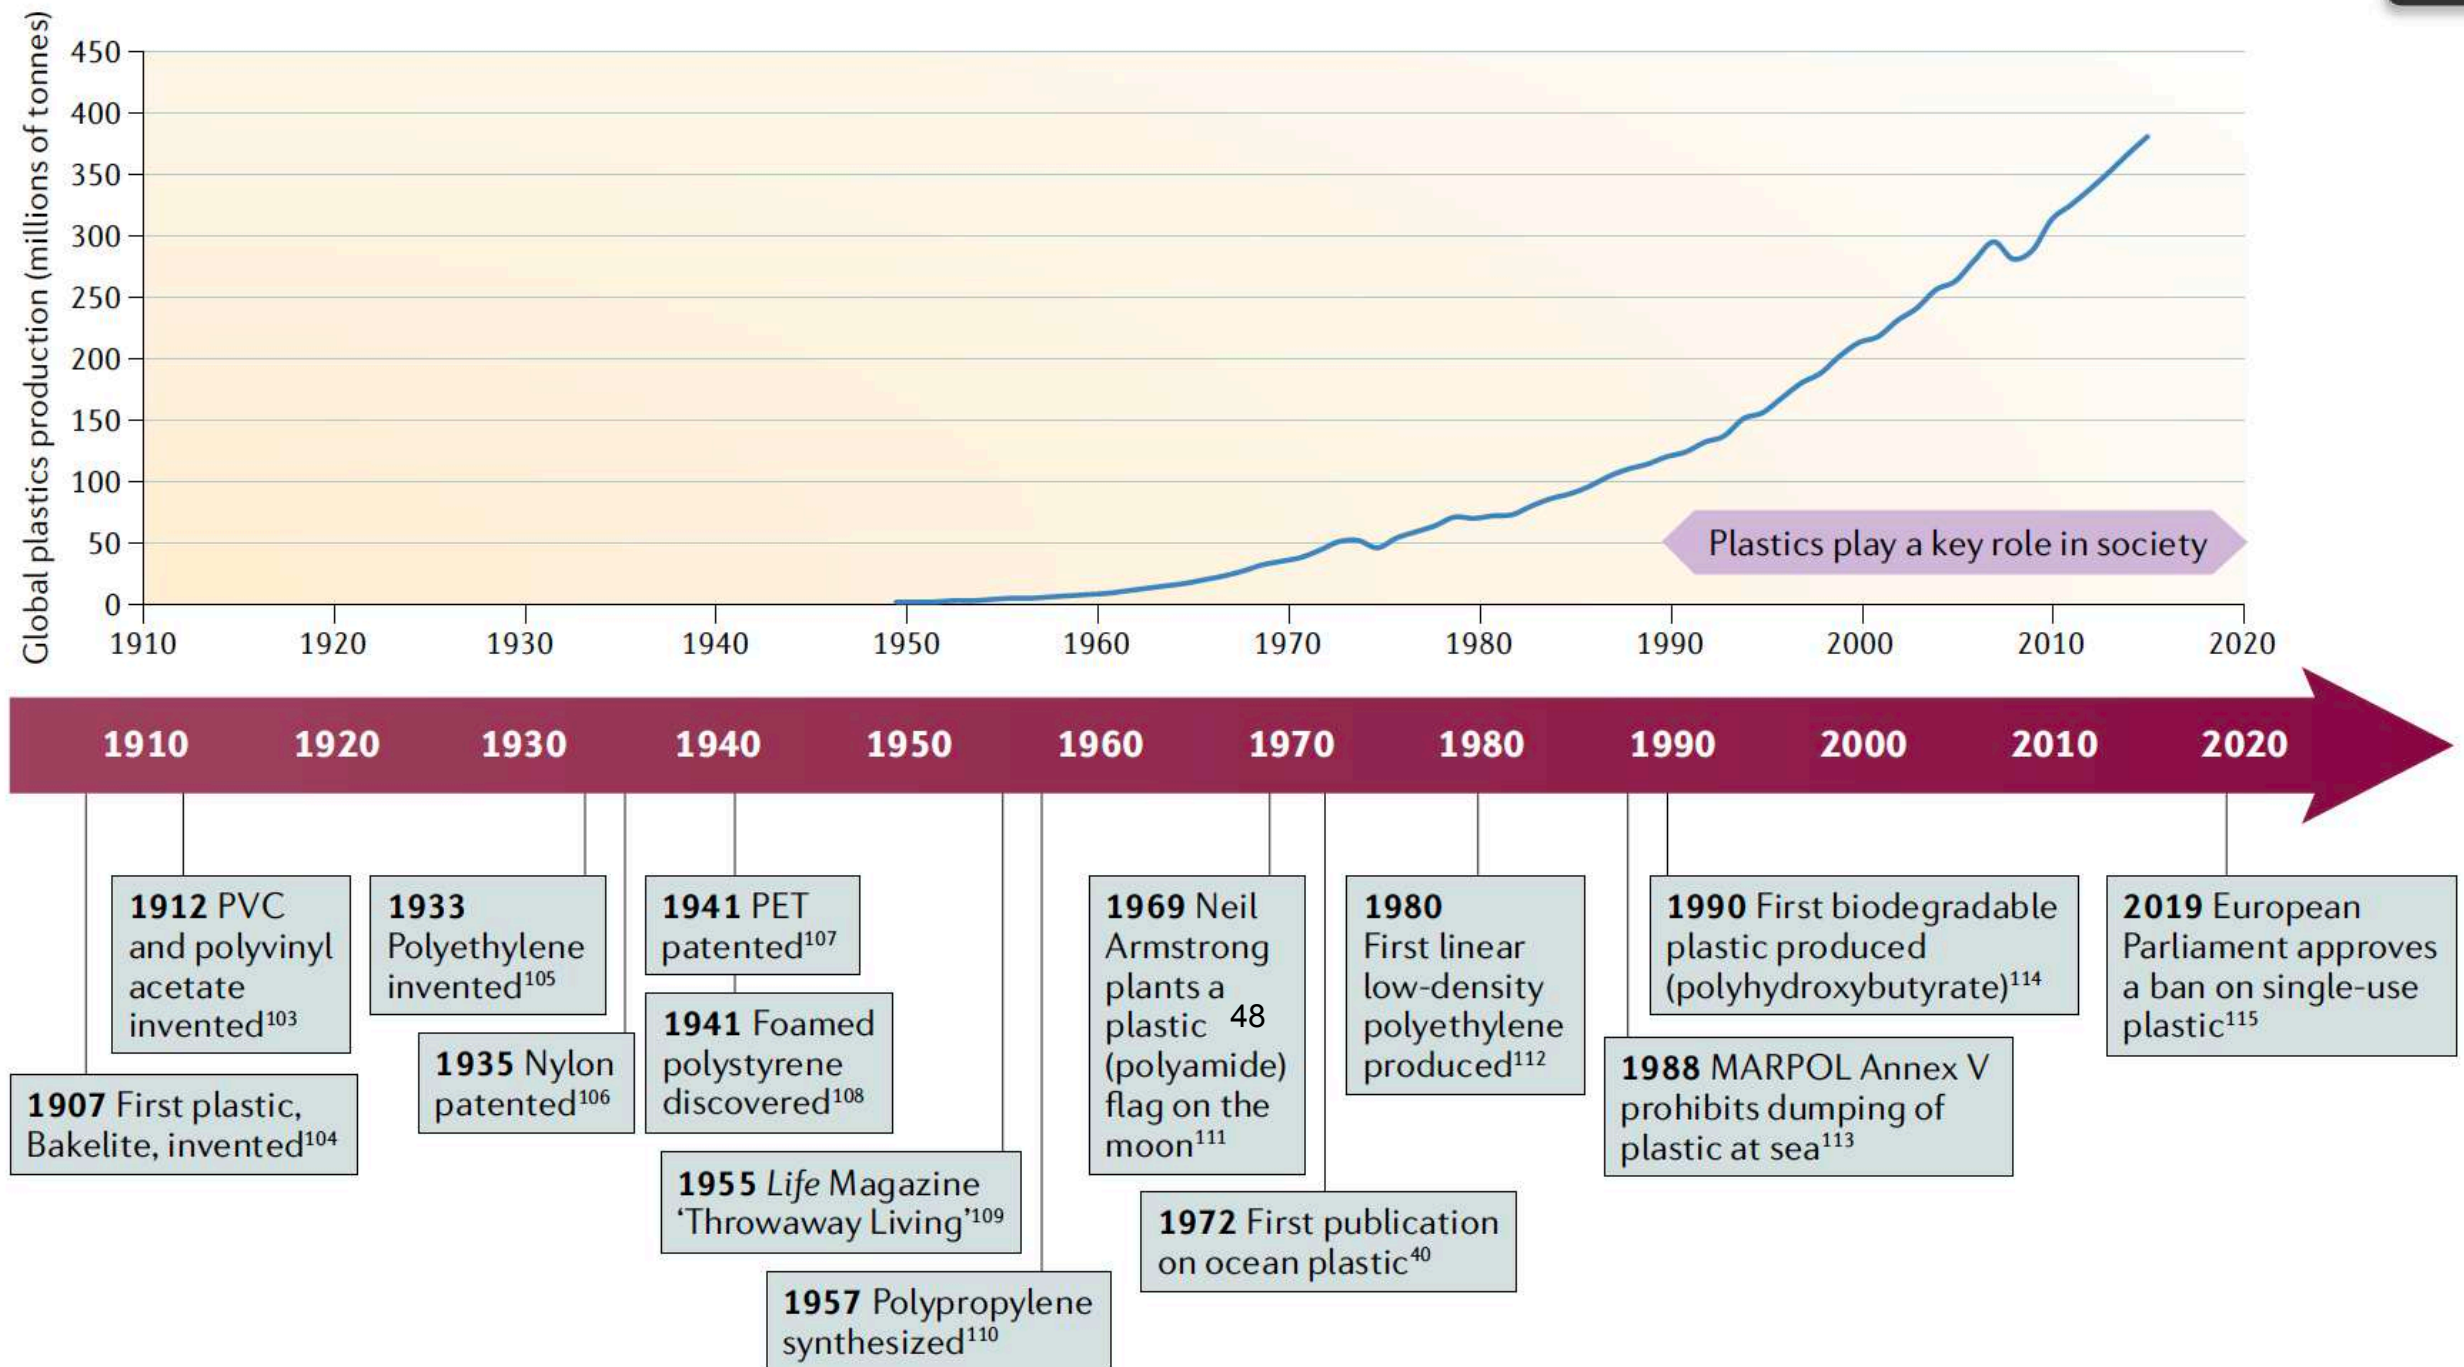 Global plastics production (millions of tonnes)
450
400
350
300
250
200
150
100
50
0
Plastics play a key role in society
1910 1920 1930 1940 1950 1960 1970 1980 1990 2000 2010 2020
1910 1920 1930 1940 1950 1960 1970 1980 1990 2000 2010 2020
1907 First plastic,
Bakelite, invented104
1912 PVC
and polyvinyl
acetate
invented103
1933
Polyethylene
invented105
1935 Nylon
patented106
1941 PET
patented107
1941 Foamed
polystyrene
discovered108
1955 Life Magazine
‘Throwaway Living’109
1957 Polypropylene
synthesized110
1969 Neil
Armstrong
plants a
plastic
(polyamide)
flag on the
moon111
48
1972 First publication
on ocean plastic40
1980
First linear
low-density
polyethylene
produced112
1988 MARPOL Annex V
prohibits dumping of
plastic at sea113
1990 First biodegradable
plastic produced
(polyhydroxybutyrate)114
2019 European
Parliament approves
a ban on single-use
plastic115